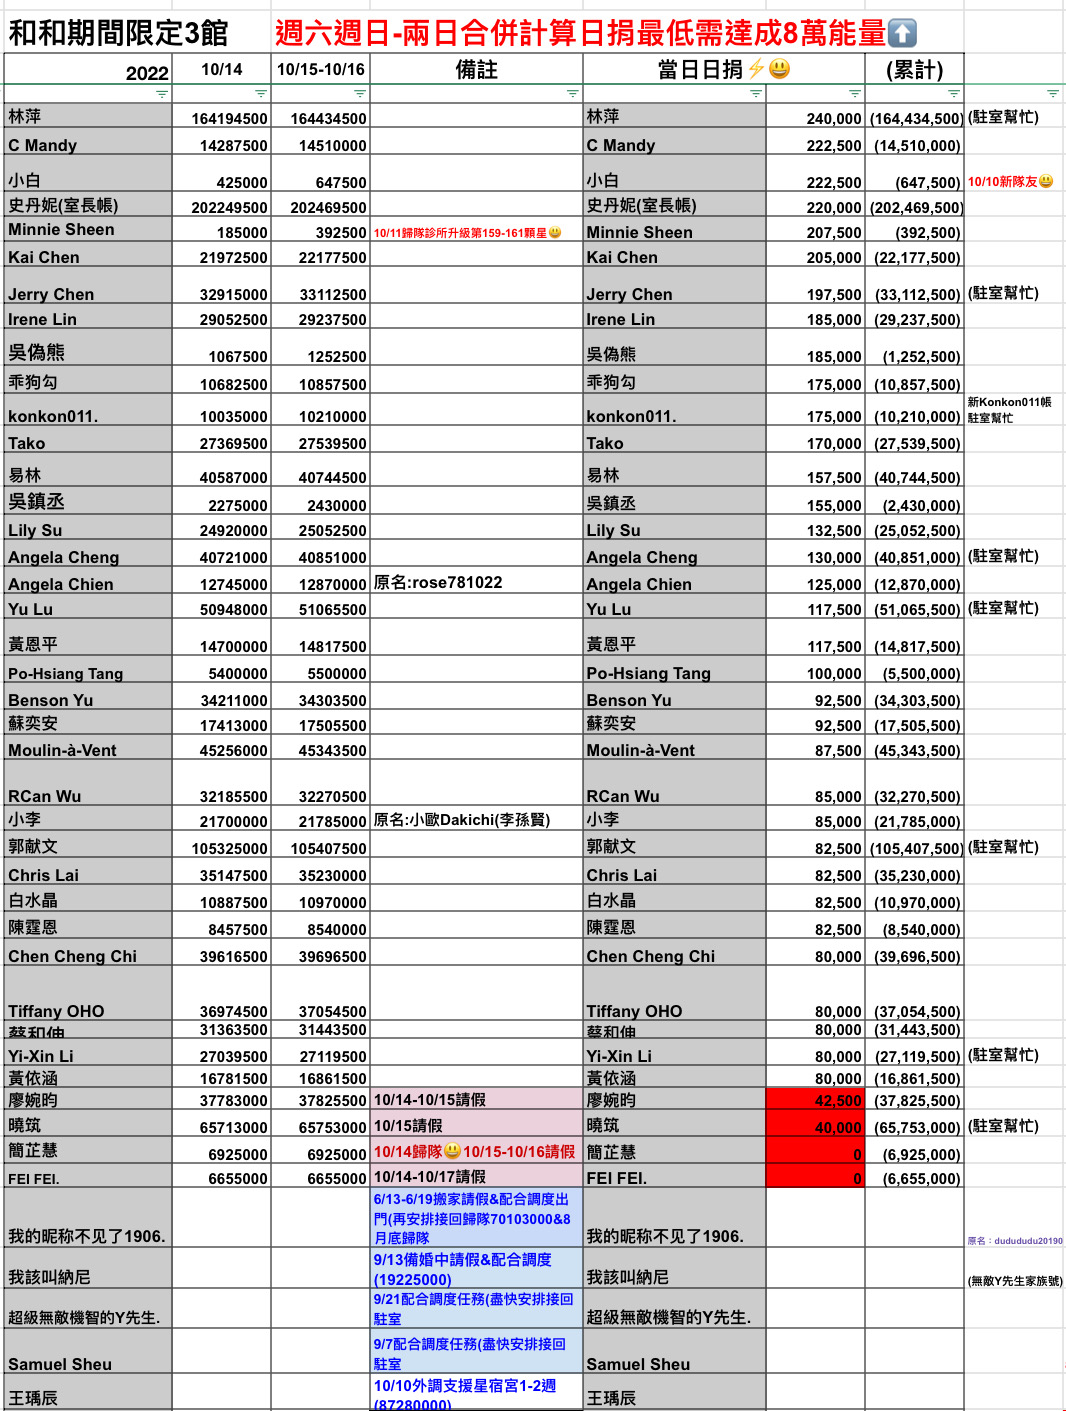 和和期間限定3館 週六週日-兩日合併計算日捐最低需達成8萬能量⬆️
2022 10/14 10/15-10/16 備註 當日日捐⚡😃 (累計)
林萍 164194500 164434500 林萍 240,000 (164,434,500) (駐室幫忙)
C Mandy 14287500 14510000 C Mandy 222,500 (14,510,000)
小白 425000 647500 小白 222,500 (647,500) 10/10新隊友😃
史丹妮(室長帳) 202249500 202469500 史丹妮(室長帳) 220,000 (202,469,500)
Minnie Sheen 185000 392500 10/11歸隊診所升級第159-161顆星😃 Minnie Sheen 207,500 (392,500)
Kai Chen 21972500 22177500 Kai Chen 205,000 (22,177,500)
Jerry Chen 32915000 33112500 Jerry Chen 197,500 (33,112,500) (駐室幫忙)
Irene Lin 29052500 29237500 Irene Lin 185,000 (29,237,500)
吳偽熊 1067500 1252500 吳偽熊 185,000 (1,252,500)
乖狗勾 10682500 10857500 乖狗勾 175,000 (10,857,500)
konkon011. 10035000 10210000 konkon011. 175,000 (10,210,000) 新Konkon011帳
駐室幫忙
Tako 27369500 27539500 Tako 170,000 (27,539,500)
易林 40587000 40744500 易林 157,500 (40,744,500)
吳鎮丞 2275000 2430000 吳鎮丞 155,000 (2,430,000)
Lily Su 24920000 25052500 Lily Su 132,500 (25,052,500)
Angela Cheng 40721000 40851000 Angela Cheng 130,000 (40,851,000) (駐室幫忙)
Angela Chien 12745000 12870000 原名:rose781022 Angela Chien 125,000 (12,870,000)
Yu Lu 50948000 51065500 Yu Lu 117,500 (51,065,500) (駐室幫忙)
黃恩平 14700000 14817500 黃恩平 117,500 (14,817,500)
Po-Hsiang Tang 5400000 5500000 Po-Hsiang Tang 100,000 (5,500,000)
Benson Yu 34211000 34303500 Benson Yu 92,500 (34,303,500)
蘇奕安 17413000 17505500 蘇奕安 92,500 (17,505,500)
Moulin-à-Vent 45256000 45343500 Moulin-à-Vent 87,500 (45,343,500)
RCan Wu 32185500 32270500 RCan Wu 85,000 (32,270,500)
小李 21700000 21785000 原名:小歐Dakichi(李孫賢) 小李 85,000 (21,785,000)
郭献文 105325000 105407500 郭献文 82,500 (105,407,500) (駐室幫忙)
Chris Lai 35147500 35230000 Chris Lai 82,500 (35,230,000)
白水晶 10887500 10970000 白水晶 82,500 (10,970,000)
陳霆恩 8457500 8540000 陳霆恩 82,500 (8,540,000)
Chen Cheng Chi 39616500 39696500 Chen Cheng Chi 80,000 (39,696,500)
Tiffany OHO 36974500 37054500 Tiffany OHO 80,000 (37,054,500)
蔡和伸 31363500 31443500 蔡和伸 80,000 (31,443,500)
Yi-Xin Li 27039500 27119500 Yi-Xin Li 80,000 (27,119,500) (駐室幫忙)
黃依涵 16781500 16861500 黃依涵 80,000 (16,861,500)
廖婉昀 37783000 37825500 10/14-10/15請假 廖婉昀 42,500 (37,825,500)
曉筑 65713000 65753000 10/15請假 曉筑 40,000 (65,753,000) (駐室幫忙)
簡芷慧 6925000 6925000 10/14歸隊😃10/15-10/16請假 簡芷慧 0 (6,925,000)
FEI FEI. 6655000 6655000 10/14-10/17請假 FEI FEI. 0 (6,655,000)
6/13-6/19搬家請假&配合調度出
門(再安排接回歸隊70103000&8
我的昵称不见了1906. 月底歸隊 我的昵称不见了1906. 原名：dudududu20190
9/13備婚中請假&配合調度
我該叫納尼 (19225000) 我該叫納尼 (無敵Y先生家族號)
9/21配合調度任務(盡快安排接回
超級無敵機智的Y先生. 駐室 超級無敵機智的Y先生.
9/7配合調度任務(盡快安排接回
Samuel Sheu 駐室 Samuel Sheu
10/10外調支援星宿宮1-2週
王瑀辰 (87280000) 王瑀辰